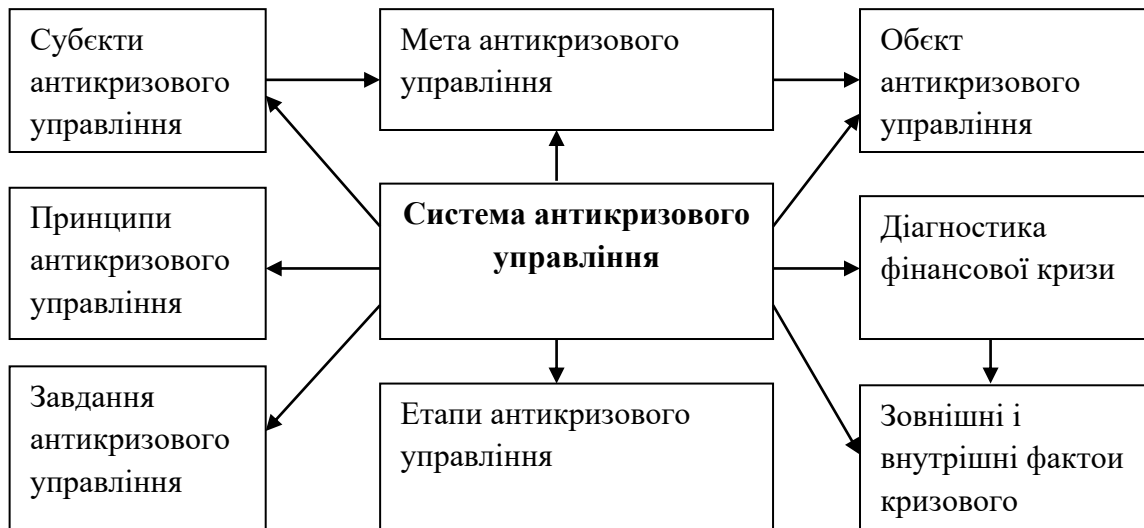 Субєкти
антикризового
управління
Мета антикризового
управління
Обєкт
антикризового
управління
Принципи
антикризового
управління
Система антикризового
управління
Діагностика
фінансової кризи
Завдання
антикризового
управління
Етапи антикризового
управління
Зовнішні і
внутрішні фактои
кризового